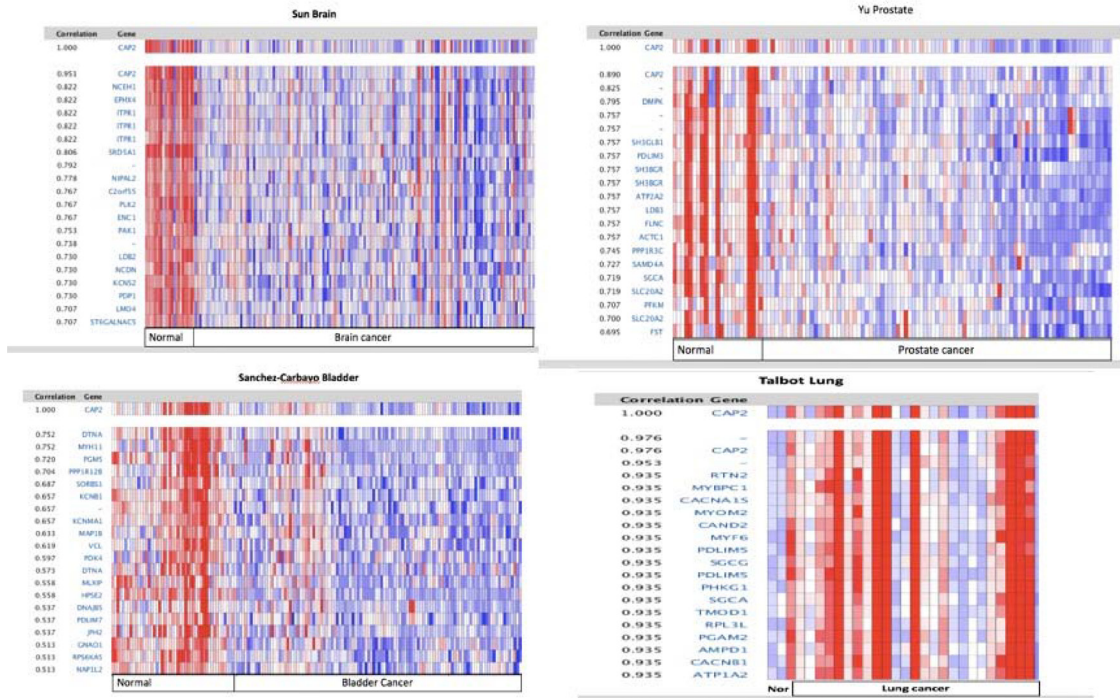 Sun Brain
Correlation Gene
1.000 CAP2
0.951 CAP2
0.822 NCEH1
0.822 EPHX4
0.822 ITPR1
0.822 ITPR1
0.822 ITPR1
0.806 SRD5A1
0.792 -
0.778 NIPAL2
0.767 C2orf55
0.767 PLK2
0.767 ENC1
0.753 PAK1
0.738 -
0.730 LDB2
0.730 NCDN
0.730 KCNS2
0.730 PDP1
0.707 LMO4
0.707 ST6GALNAC5
Normal Brain cancer
Yu Prostate
Correlation Gene
1.000 CAP2
0.890 CAP2
0.825 -
0.795 DMPK
0.757 -
0.757 -
0.757 SH3GLB1
0.757 PDLIM3
0.757 SH3BGR
0.757 SH3BGR
0.757 ATP2A2
0.757 LDB3
0.757 FLNC
0.757 ACTC1
0.745 PPP1R3C
0.727 SAMD4A
0.719 SGCA
0.719 SLC20A2
0.707 PFKM
0.700 SLC20A2
0.695 FST
Normal Prostate cancer
Sanchez-Carbayo Bladder
Correlation Gene
1.000 CAP2
0.752 DTNA
0.752 MYH11
0.720 PGM5
0.704 PPP1R12B
0.687 SORBS1
0.657 KCNB1
0.657 -
0.657 KCNMA1
0.633 MAP1B
0.619 VCL
0.597 PDK4
0.573 DTNA
0.558 MLXIP
0.558 HPSE2
0.537 DNAJB5
0.537 PDLIM7
0.537 JPH2
0.513 GNAO1
0.513 RPS6KA5
0.513 NAP1L2
Normal Bladder Cancer
Talbot Lung
Correlation Gene
1.000 CAP2
0.976 -
0.976 CAP2
0.953 -
0.935 RTN2
0.935 MYBPC1
0.935 CACNA1S
0.935 MYOM2
0.935 CAND2
0.935 MYF6
0.935 PDLIM5
0.935 SGCG
0.935 PDLIM5
0.935 PHKG1
0.935 SGCA
0.935 TMOD1
0.935 RPL3L
0.935 PGAM2
0.935 AMPD1
0.935 CACNB1
0.935 ATP1A2
Nor Lung cancer